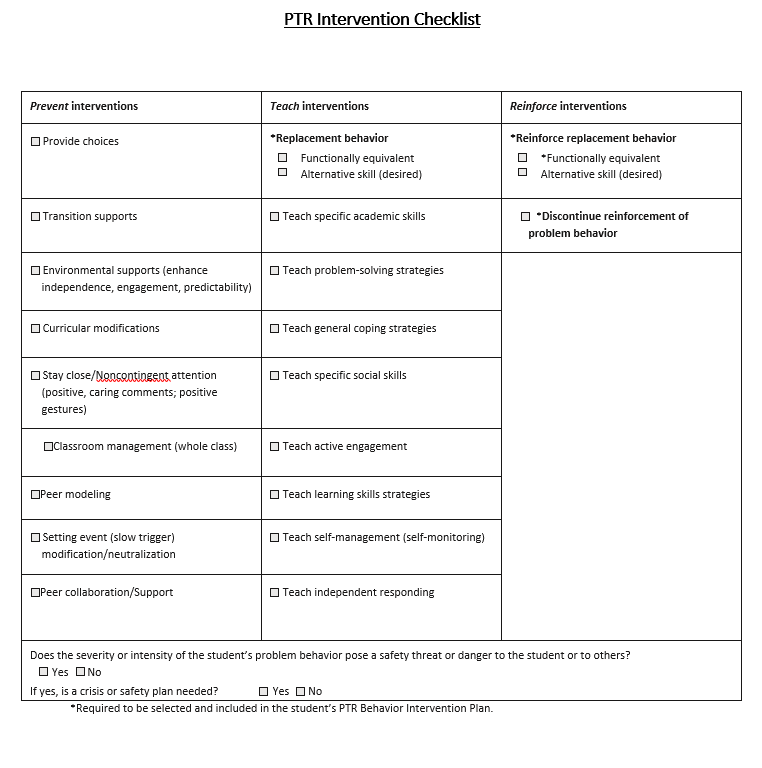 PTR Intervention Checklist
Prevent interventions
Teach interventions
Reinforce interventions
Provide choices
*Replacement behavior
Functionally equivalent
Alternative skill (desired)
*Reinforce replacement behavior
*Functionally equivalent
Alternative skill (desired)
Transition supports
Teach specific academic skills
*Discontinue reinforcement of
problem behavior
Environmental supports (enhance
independence, engagement, predictability)
Teach problem-solving strategies
Curricular modifications
Teach general coping strategies
Stay close/Noncontingent attention
(positive, caring comments; positive
gestures)
Teach specific social skills
Classroom management (whole class)
Teach active engagement
Peer modeling
Teach learning skills strategies
Setting event (slow trigger)
modification/neutralization
Teach self-management (self-monitoring)
Peer collaboration/Support
Teach independent responding
Does the severity or intensity of the student’s problem behavior pose a safety threat or danger to the student or to others?
Yes No
If yes, is a crisis or safety plan needed? Yes No
*Required to be selected and included in the student’s PTR Behavior Intervention Plan.